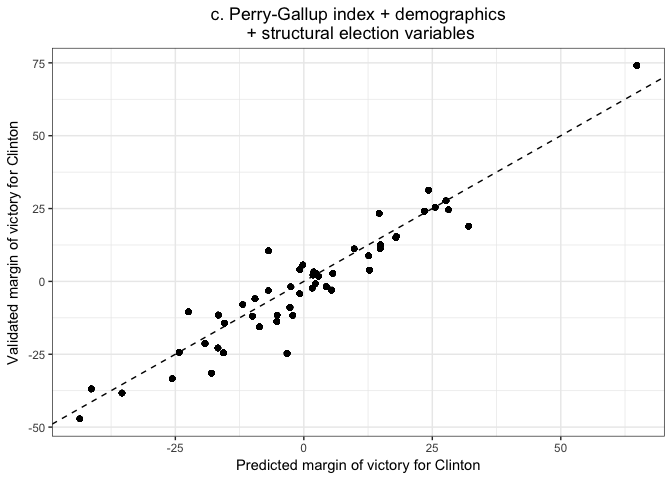 c. Perry-Gallup index + demographics
+ structural election variables
Validated margin of victory for Clinton
75
50
25
0
-25
-50
-25
0
25
50
Predicted margin of victory for Clinton